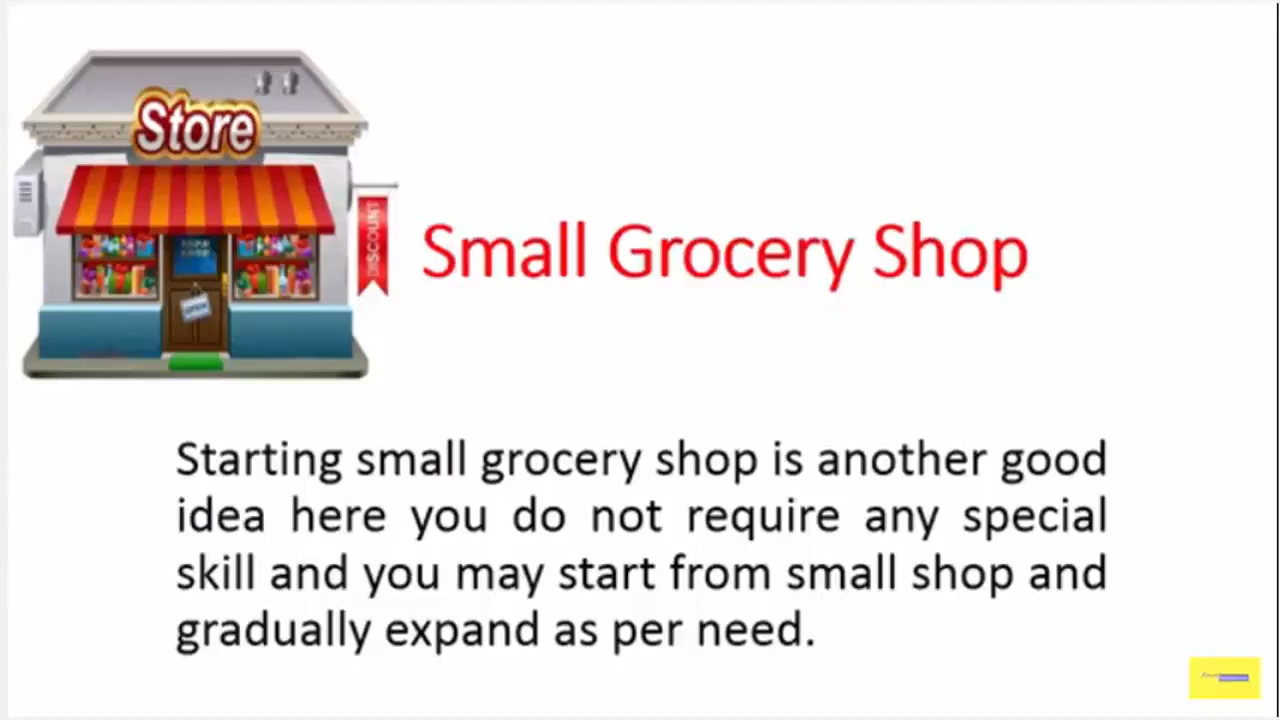 Store
DISCOUNT
OPEN
Small Grocery Shop
Starting small grocery shop is another good
idea here you do not require any special
skill and you may start from small shop and
gradually expand as per need.